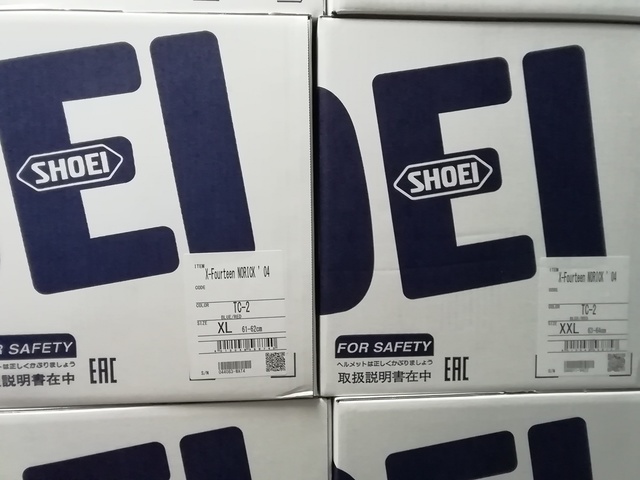 EI
SHOEI
ITEM
X-Fourteen NORICK ' 04
CODE
COLOR
TC-2
BLUE/RED
SIZE
XL 61-62cm
S/N
R SAFETY
ヘルメットは正しくかぶりましょう
説明書在中
EAC
OEI
SHOEI
ITEM
X-Fourteen NORICK ' 04
CODE
COLOR
TC-2
BLUE/RED
SIZE
XXL 63-64cm
S/N
FOR SAFETY
ヘルメットは正しくかぶりましょう
取扱説明書在中
EAC